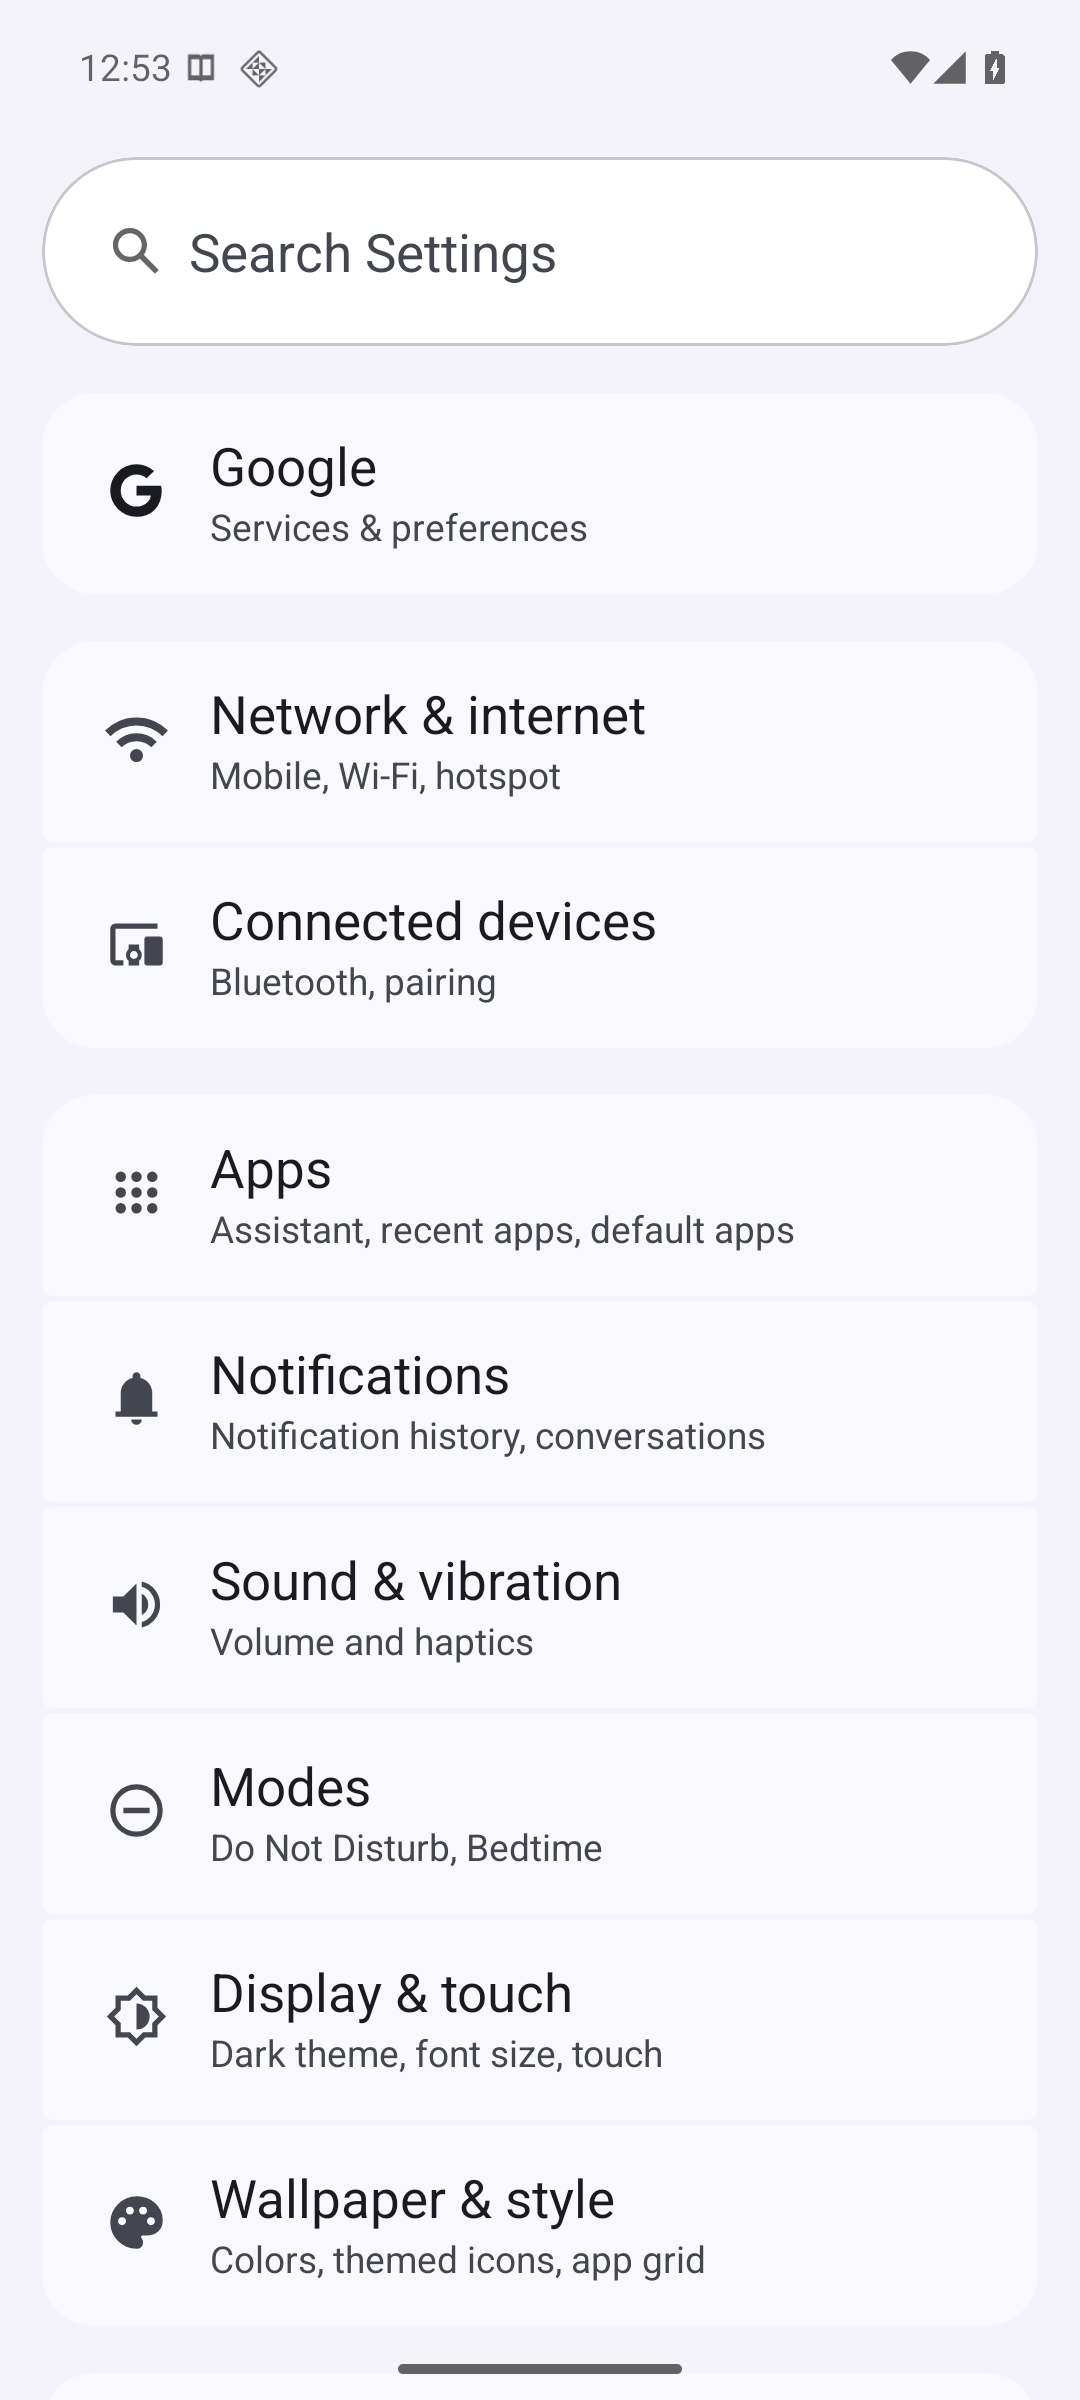 12:53
Search Settings
Google
Services & preferences
Network & internet
Mobile, Wi-Fi, hotspot
Connected devices
Bluetooth, pairing
Apps
Assistant, recent apps, default apps
Notifications
Notification history, conversations
Sound & vibration
Volume and haptics
Modes
Do Not Disturb, Bedtime
Display & touch
Dark theme, font size, touch
Wallpaper & style
Colors, themed icons, app grid